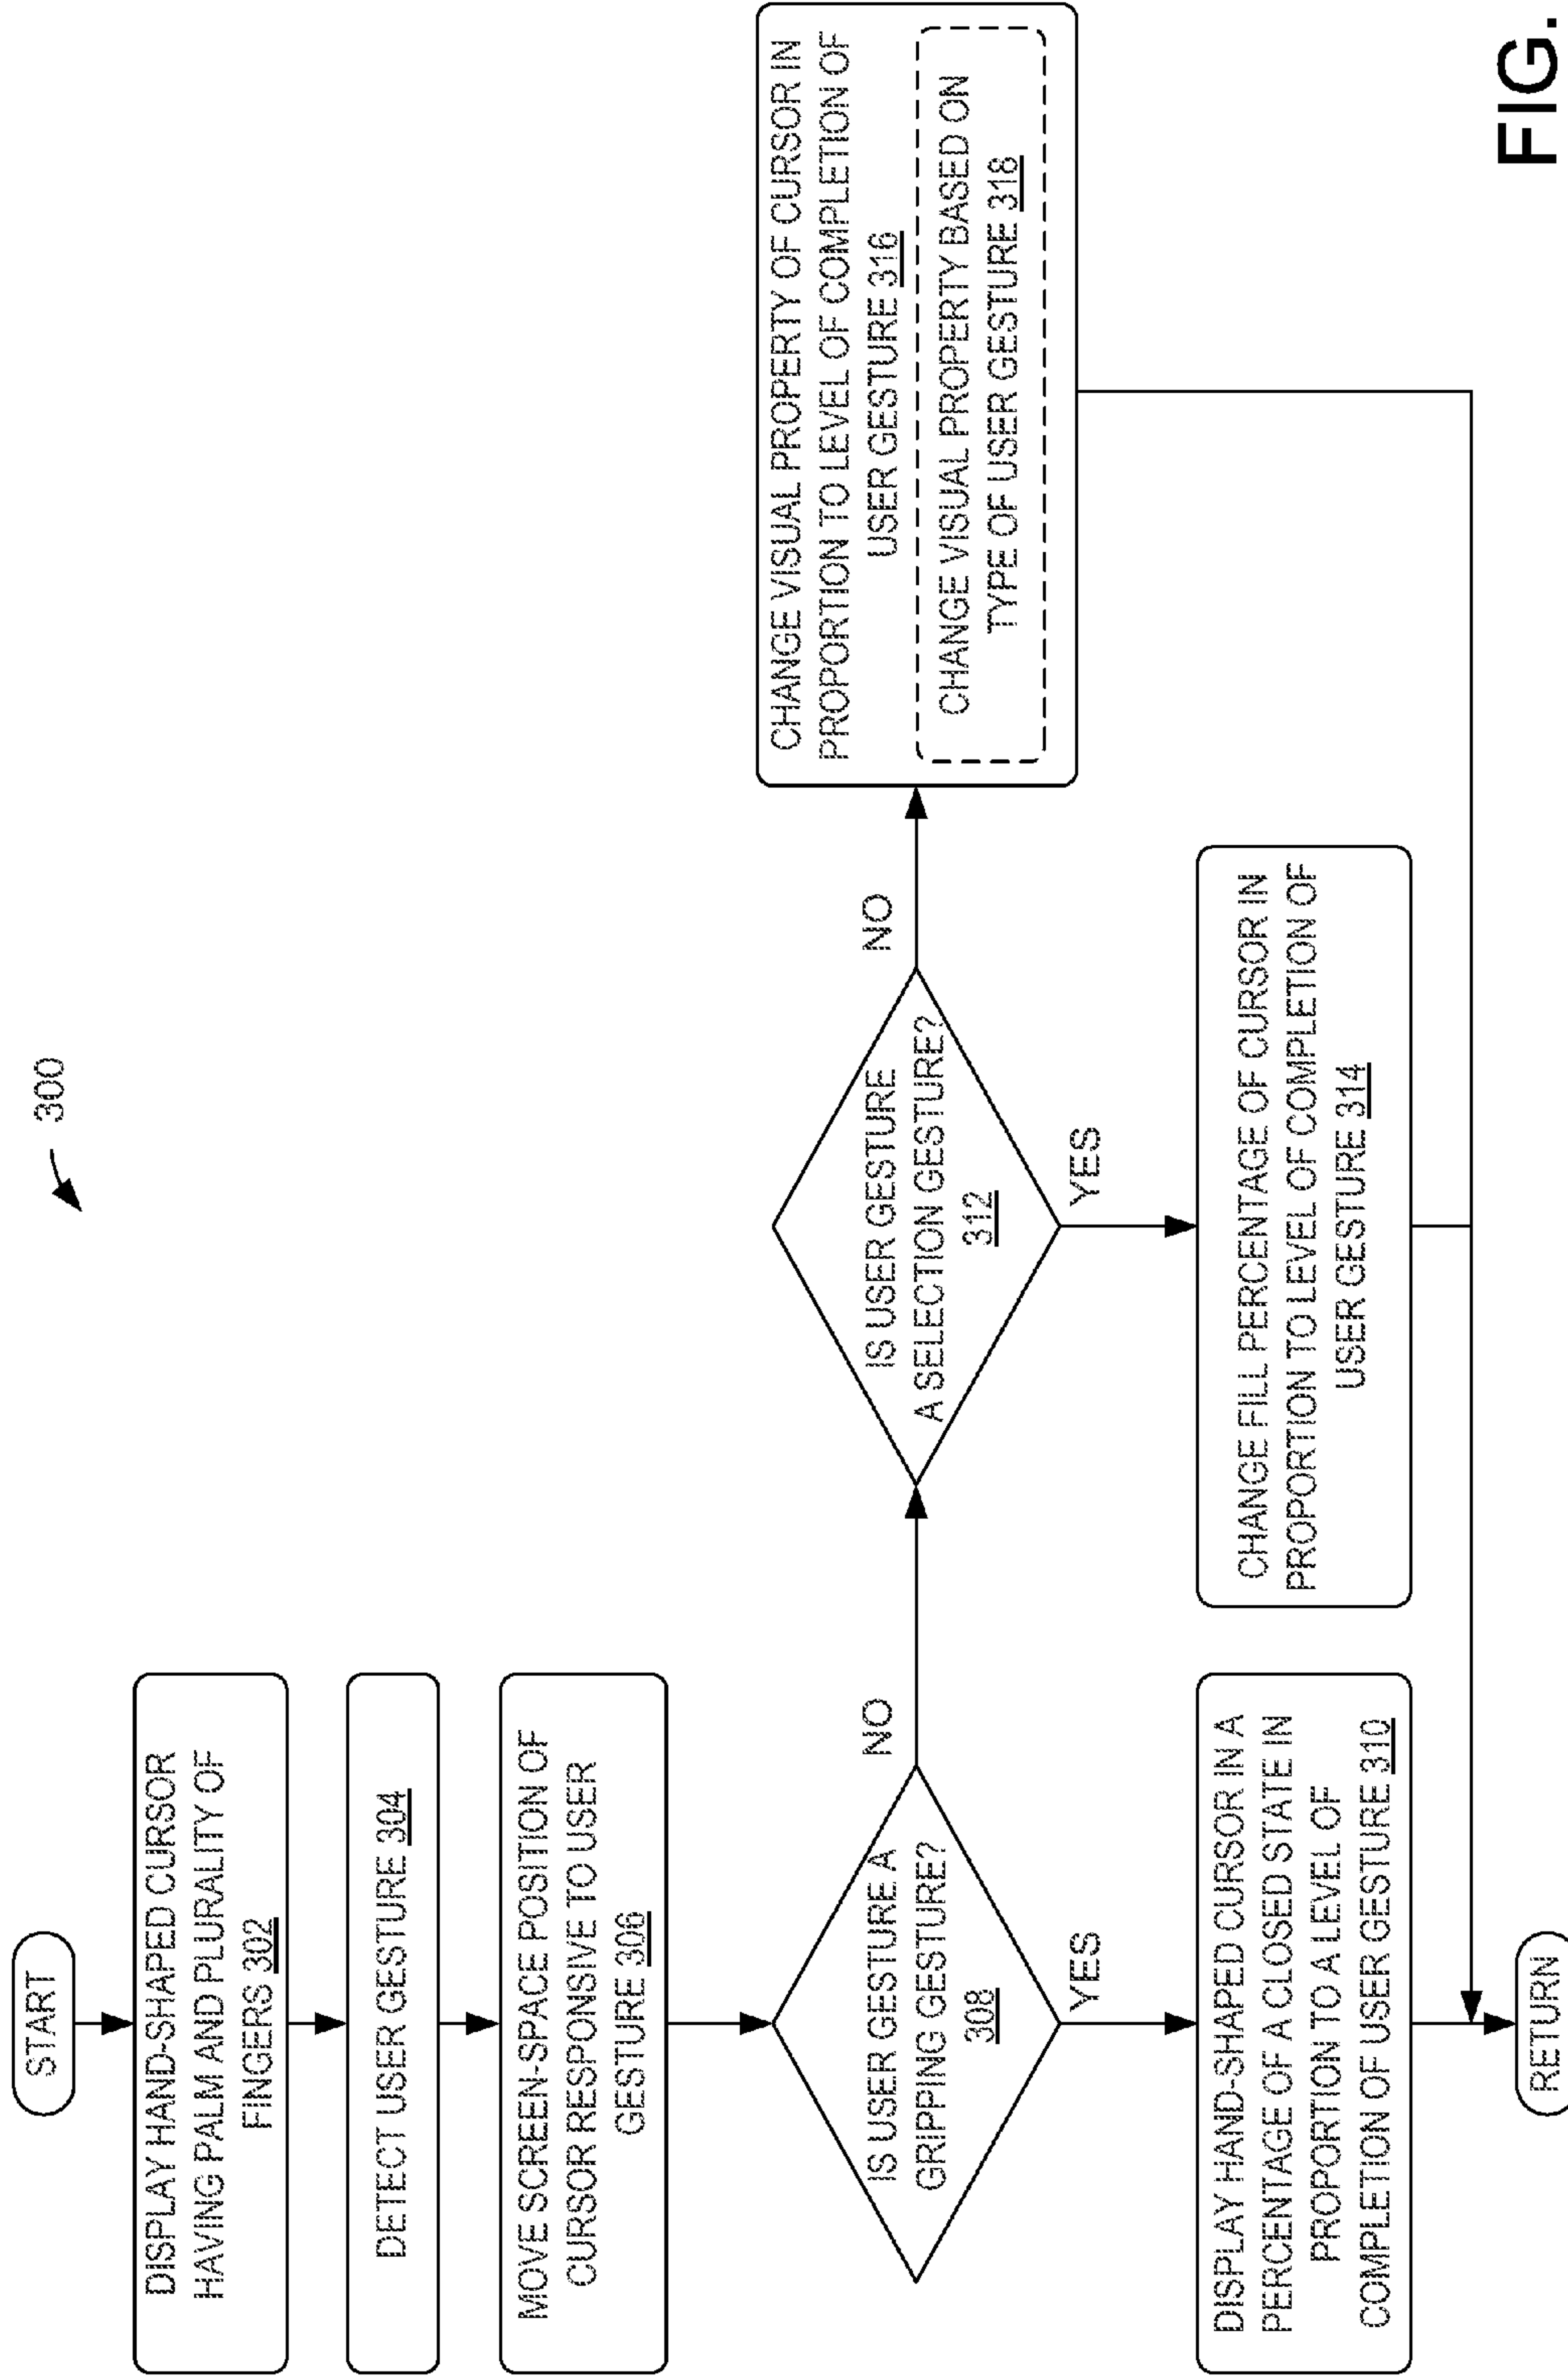 300
START
DISPLAY HAND-SHAPED CURSOR
HAVING PALM AND PLURALITY OF
FINGERS 302
DETECT USER GESTURE 304
MOVE SCREEN-SPACE POSITION OF
CURSOR RESPONSIVE TO USER
GESTURE 306
IS USER GESTURE A
GRIPPING GESTURE?
308
NO
YES
DISPLAY HAND-SHAPED CURSOR IN A
PERCENTAGE OF A CLOSED STATE IN
PROPORTION TO A LEVEL OF
COMPLETION OF USER GESTURE 310
IS USER GESTURE
A SELECTION GESTURE?
312
NO
YES
CHANGE FILL PERCENTAGE OF CURSOR IN
PROPORTION TO LEVEL OF COMPLETION OF
USER GESTURE 314
CHANGE VISUAL PROPERTY OF CURSOR IN
PROPORTION TO LEVEL OF COMPLETION OF
USER GESTURE 316
CHANGE VISUAL PROPERTY BASED ON
TYPE OF USER GESTURE 318
RETURN
FIG.